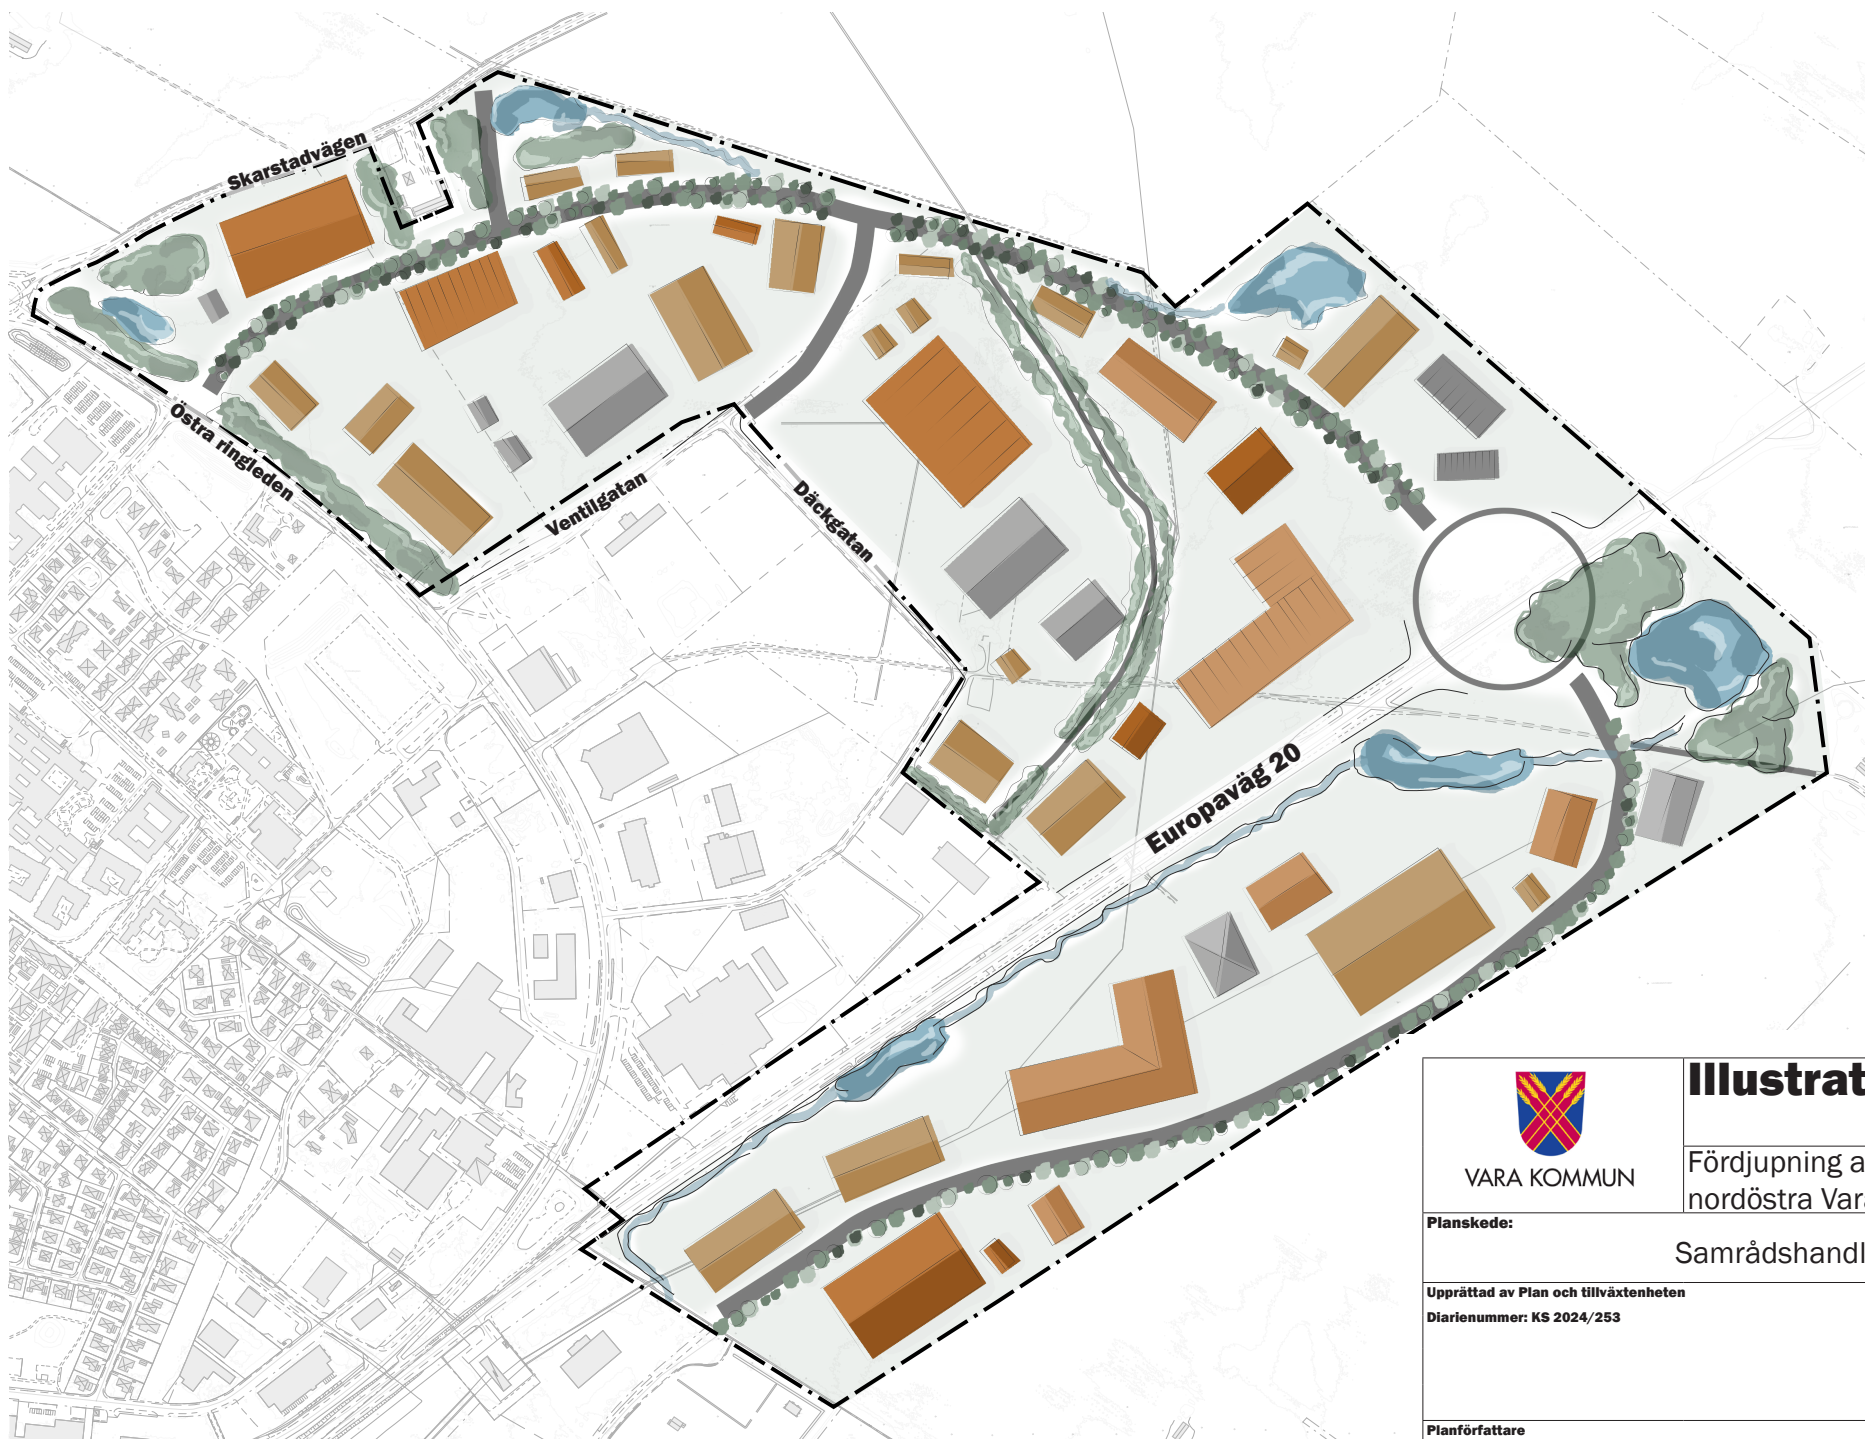 Skarstadvägen
Östra ringleden
Ventilgatan
Däckgatan
Europaväg 20
VARA KOMMUN
Illustrat
Fördjupning a
nordöstra Vara
Planskede:
Samrådshandl
Upprättad av Plan och tillväxtenheten
Diarienummer: KS 2024/253
Planförfattare